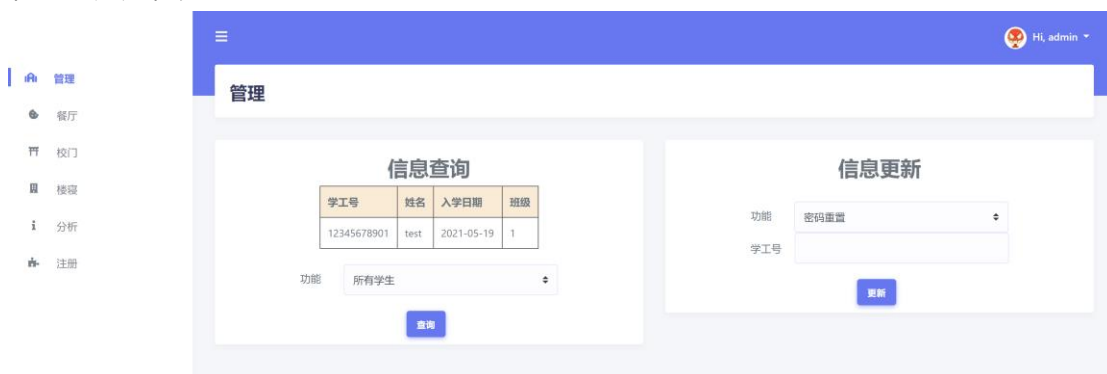 Hi, admin
管理
餐厅
校门
楼寝
分析
注册
管理
信息查询
学工号 姓名 入学日期 班级
12345678901 test 2021-05-19 1
功能 所有学生
查询
信息更新
功能 密码重置
学工号
更新